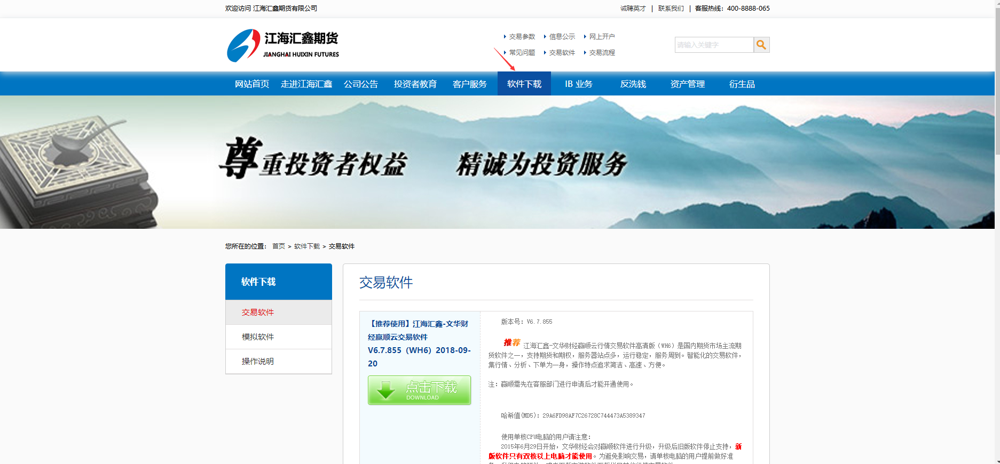 欢迎访问 江海汇鑫期货有限公司
诚聘英才 | 联系我们 | 客服热线：400-8888-065
江海汇鑫期货
JIANGHAI HUIXIN FUTURES
交易参数 信息公示 网上开户
常见问题 交易软件 交易流程
请输入关键字
网站首页 走进江海汇鑫 公司公告 投资者教育 客户服务 软件下载 IB 业务 反洗钱 资产管理 衍生品
尊重投资者权益 精诚为投资服务
您所在的位置： 首页 > 软件下载 > 交易软件
软件下载
交易软件
模拟软件
操作说明
交易软件
【推荐使用】江海汇鑫-文华财
经赢顺云交易软件
V6.7.855（WH6）2018-09-
20
点击下载
DOWNLOAD
版本号：V6.7.855
推荐 江海汇鑫-文华财经赢顺云行情交易软件高清版（WH6）是国内期货市场主流期
货软件之一，支持期货和期权，服务器站点多，运行稳定，服务周到。智能化的交易软件，
集行情、分析、下单为一身，操作特点追求简洁、高速、方便。
注：赢顺需先在客服部门进行申请后才能开通使用。
哈希值(MD5)：29A6FD98AF7C26728C744473A5389347
使用单核CPU电脑的用户请注意：
2015年6月29日开始，文华财经会对赢顺软件进行升级，升级后旧版软件停止支持，新
版软件只有双核以上电脑才能使用。为避免影响交易，请单核电脑的用户提前做好准